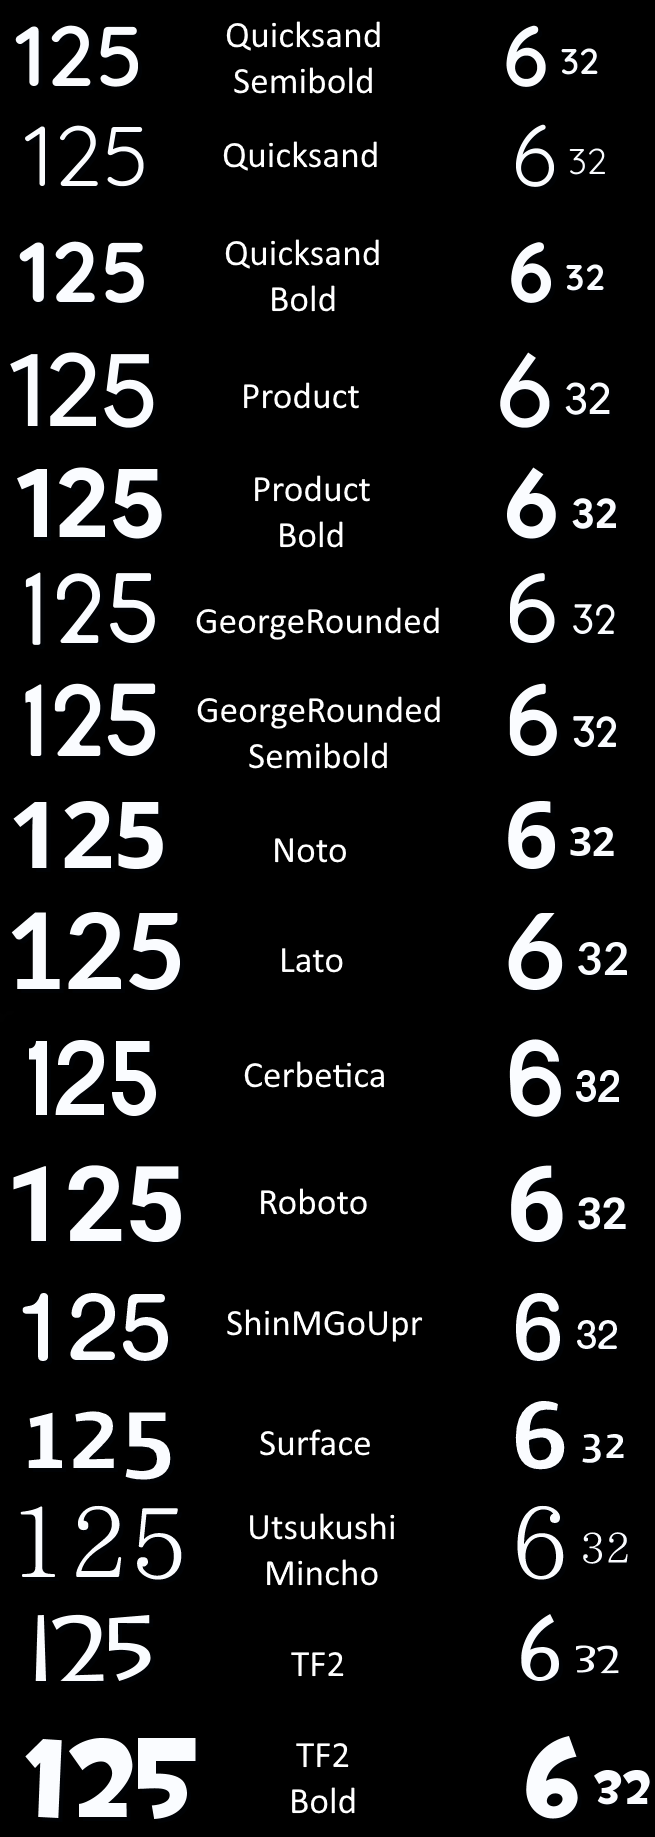 125 Quicksand 6 32
Semibold
125 Quicksand 6 32
125 Quicksand 6 32
Bold
125 Product 6 32
125 Product 6 32
Bold
125 GeorgeRounded 6 32
125 GeorgeRounded 6 32
Semibold
125 Noto 6 32
125 Lato 6 32
125 Cerbetica 6 32
125 Roboto 6 32
125 ShinMGoUpr 6 32
125 Surface 6 32
125 Utsukushi 6 32
Mincho
125 TF2 6 32
125 TF2 6 32
Bold